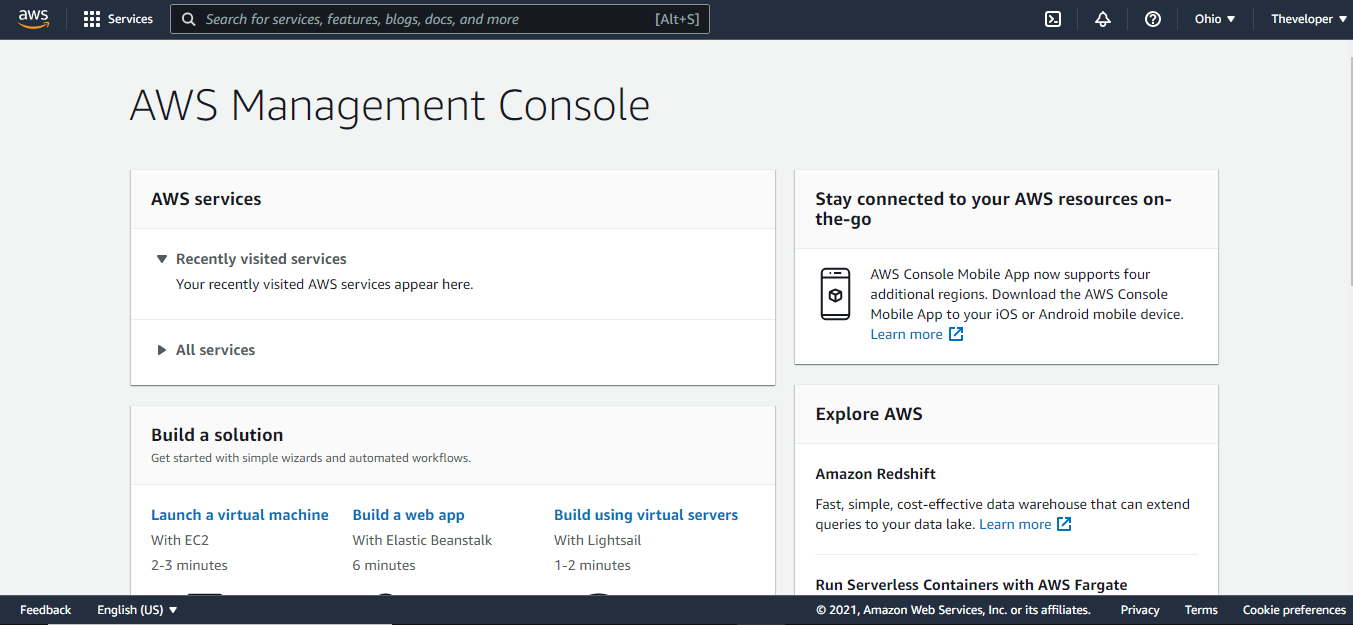 aws
Services
Search for services, features, blogs, docs, and more
[Alt+S]
Ohio
Theveloper
AWS Management Console
AWS services
Recently visited services
Your recently visited AWS services appear here.
All services
Build a solution
Get started with simple wizards and automated workflows.
Launch a virtual machine
With EC2
2-3 minutes
Build a web app
With Elastic Beanstalk
6 minutes
Build using virtual servers
With Lightsail
1-2 minutes
Stay connected to your AWS resources on-
the-go
AWS Console Mobile App now supports four
additional regions. Download the AWS Console
Mobile App to your iOS or Android mobile device.
Learn more
Explore AWS
Amazon Redshift
Fast, simple, cost-effective data warehouse that can extend
queries to your data lake. Learn more
Run Serverless Containers with AWS Fargate
Feedback
English (US)
© 2021, Amazon Web Services, Inc. or its affiliates.
Privacy
Terms
Cookie preferences